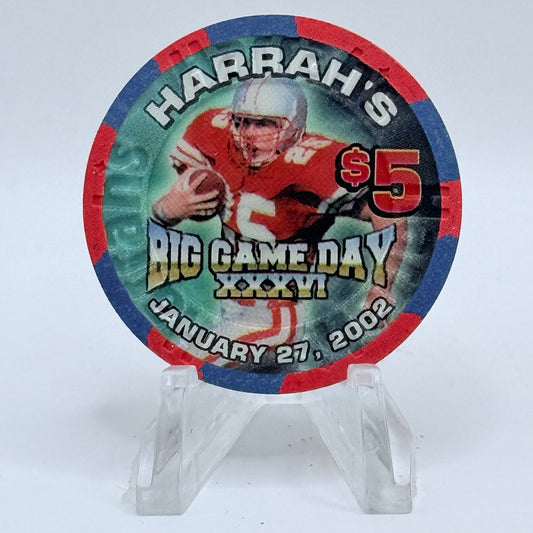 HARRAH'S
$5
BIG GAME DAY
XXXVI
JANUARY 27, 2002